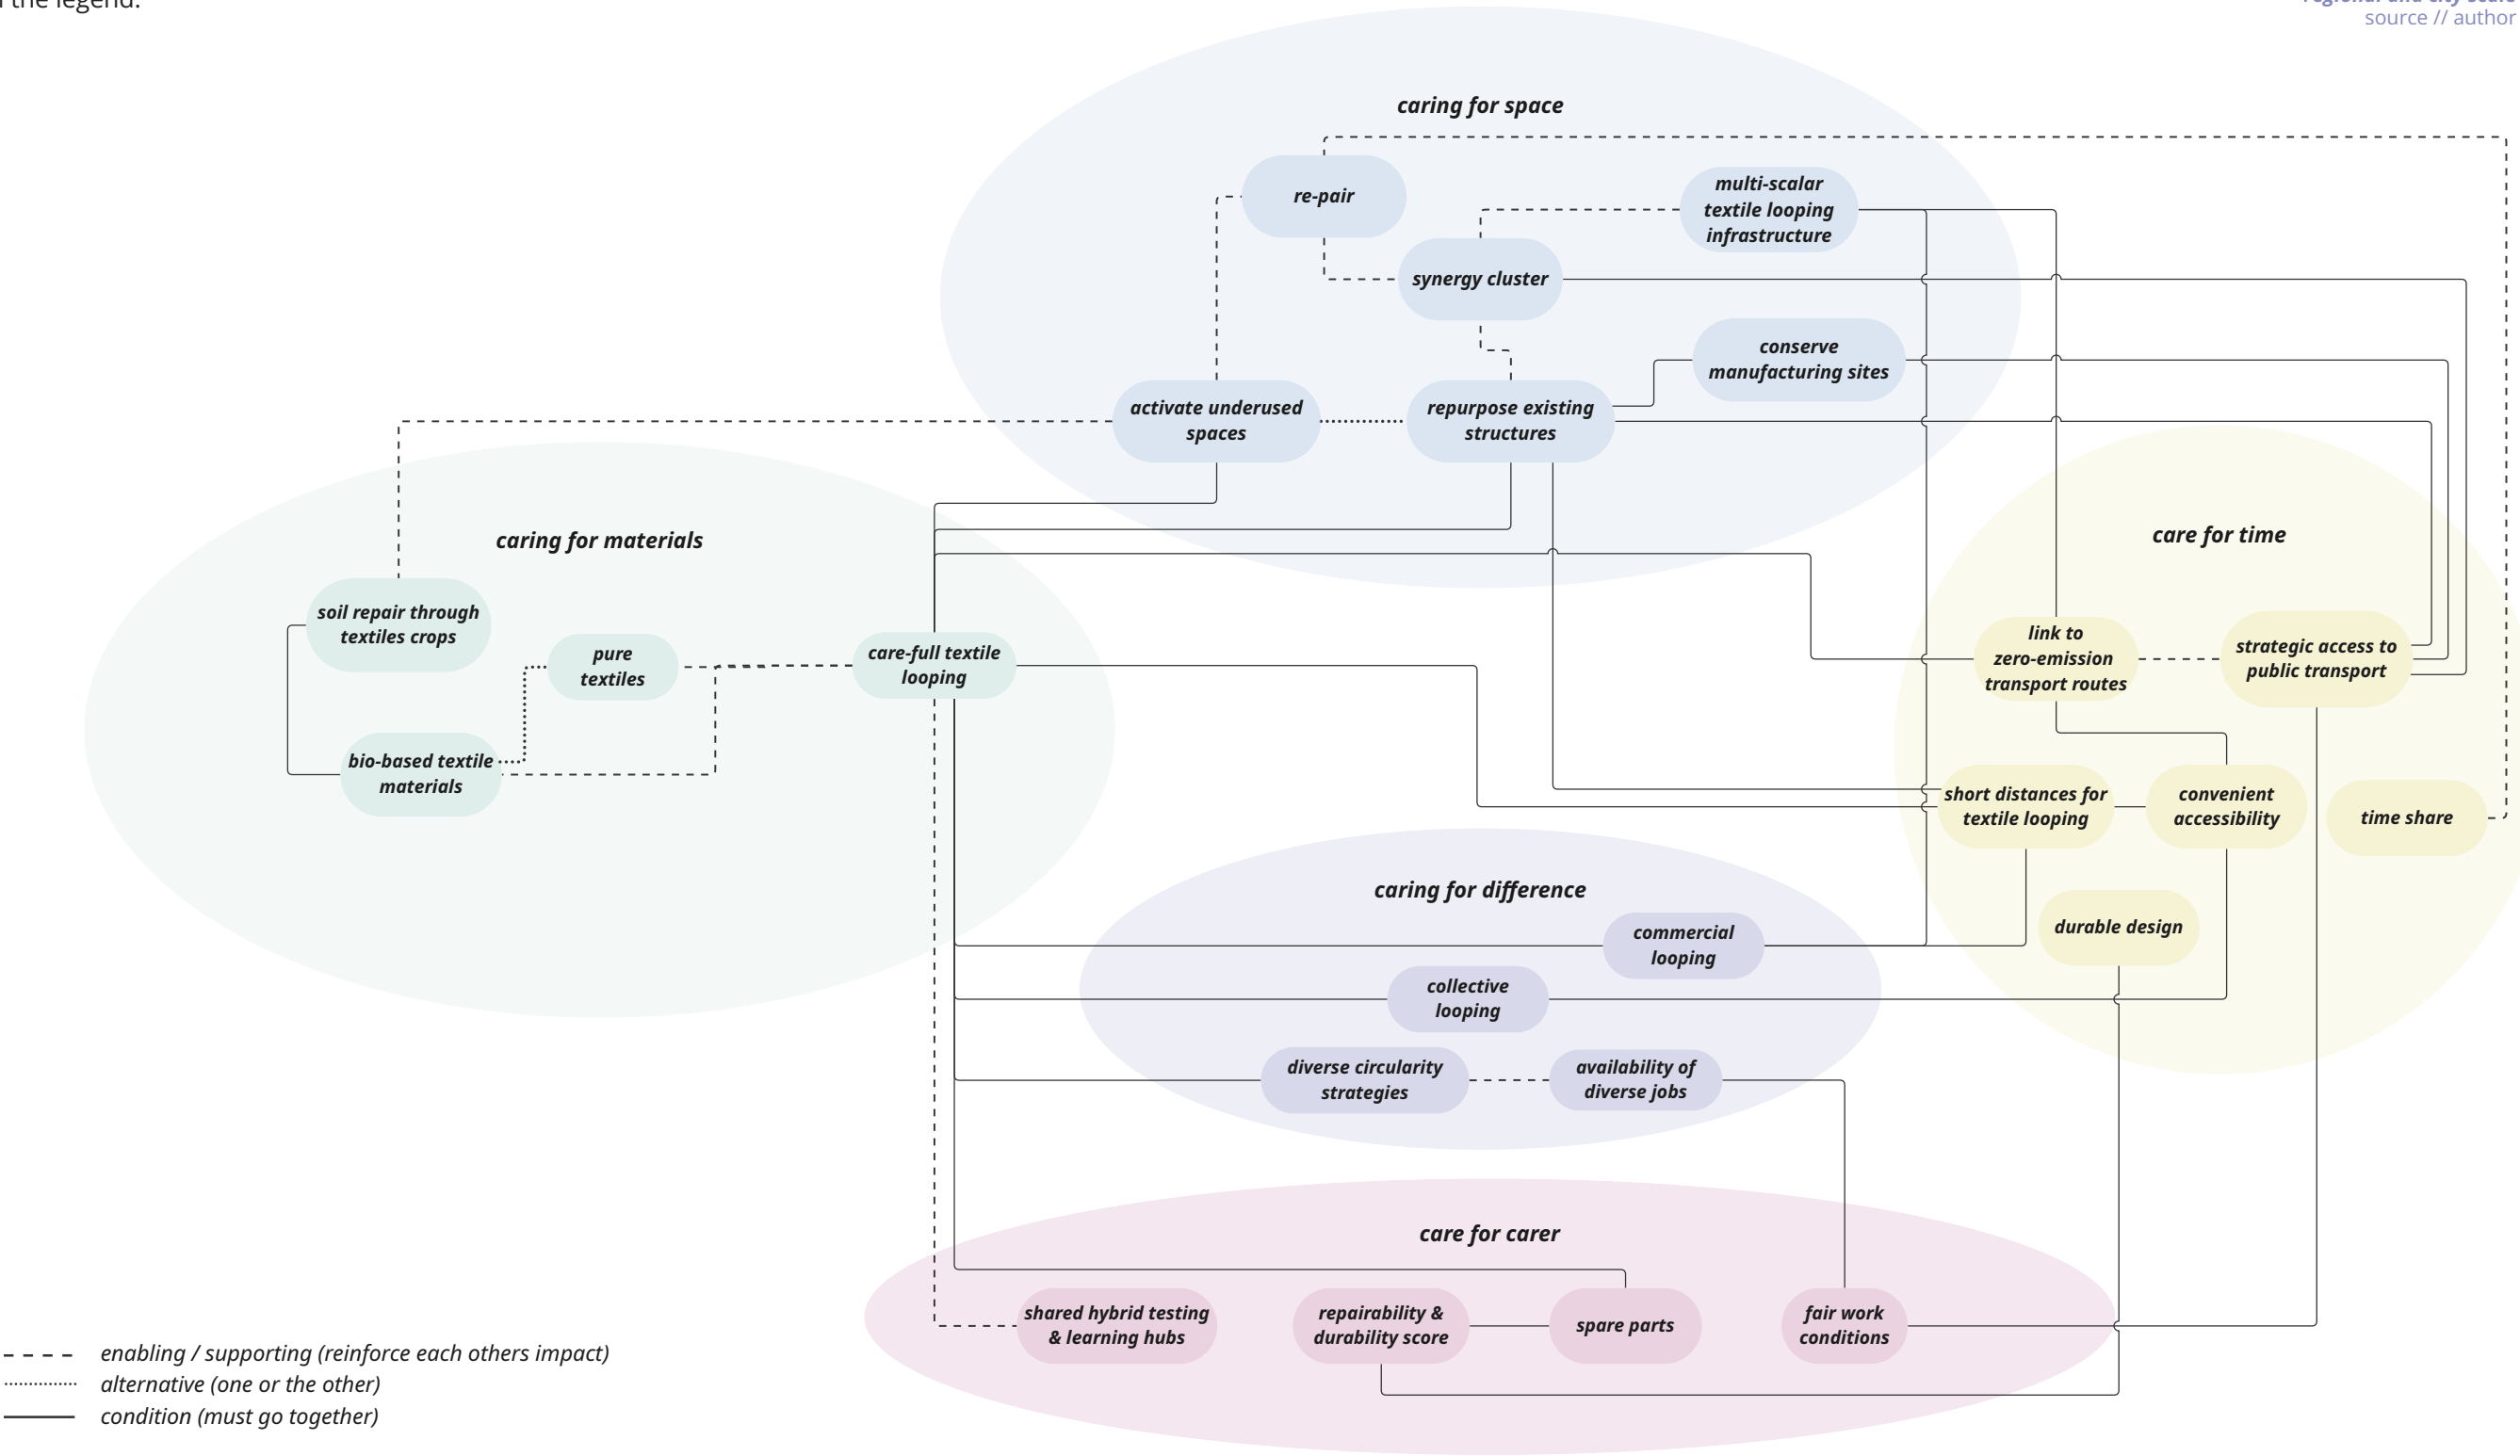 the legend.
regional and city scale
source // author
caring for space
re-pair
multi-scalar
textile looping
infrastructure
synergy cluster
conserve
manufacturing sites
activate underused
spaces
repurpose existing
structures
caring for materials
soil repair through
textiles crops
pure
textiles
care-full textile
looping
bio-based textile
materials
care for time
link to
zero-emission
transport routes
strategic access to
public transport
short distances for
textile looping
convenient
accessibility
time share
durable design
caring for difference
commercial
looping
collective
looping
diverse circularity
strategies
availability of
diverse jobs
care for carer
shared hybrid testing
& learning hubs
repairability &
durability score
spare parts
fair work
conditions
enabling / supporting (reinforce each others impact)
alternative (one or the other)
condition (must go together)